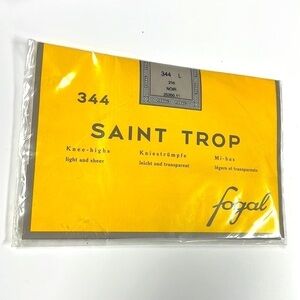 344 L
210
NOIR
344
SAINT TROP
Knee-highs Kniestrümpfe Mi-bas
light and sheer leicht und transparent légers et transparents
fogal